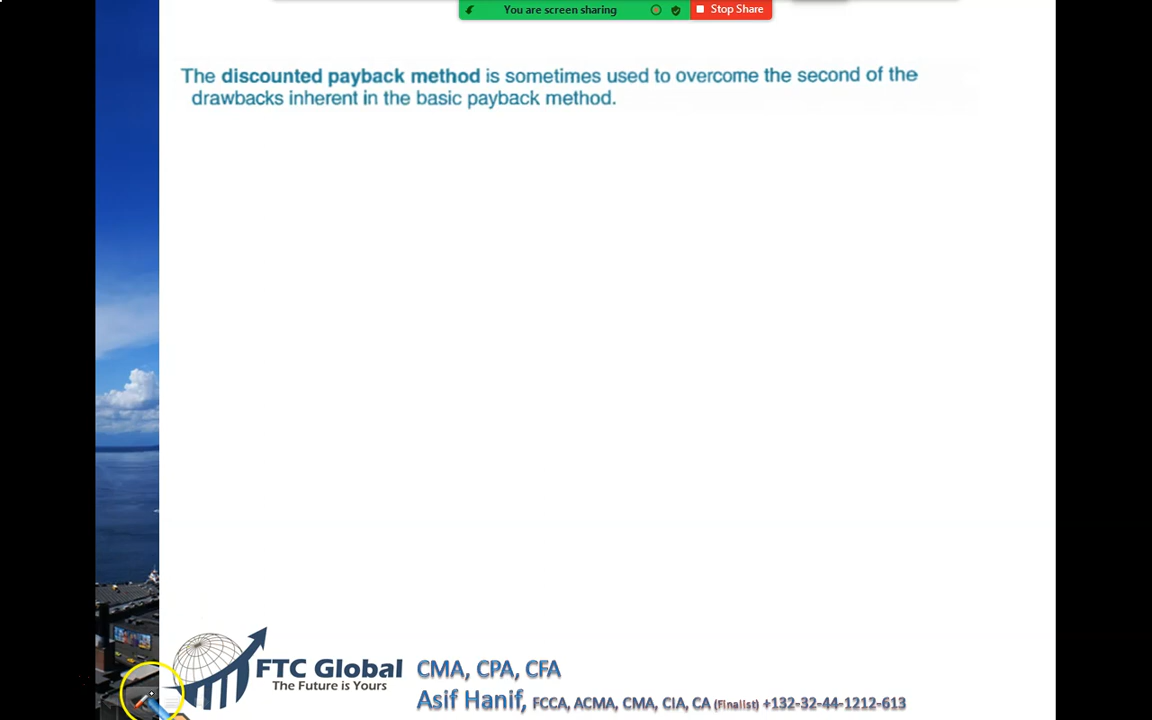 You are screen sharing
Stop Share
The discounted payback method is sometimes used to overcome the second of the
drawbacks inherent in the basic payback method.
FTC Global
The Future is Yours
CMA, CPA, CFA
Asif Hanif, FCCA, ACMA, CMA, CIA, CA (Finalist) +132-32-44-1212-613